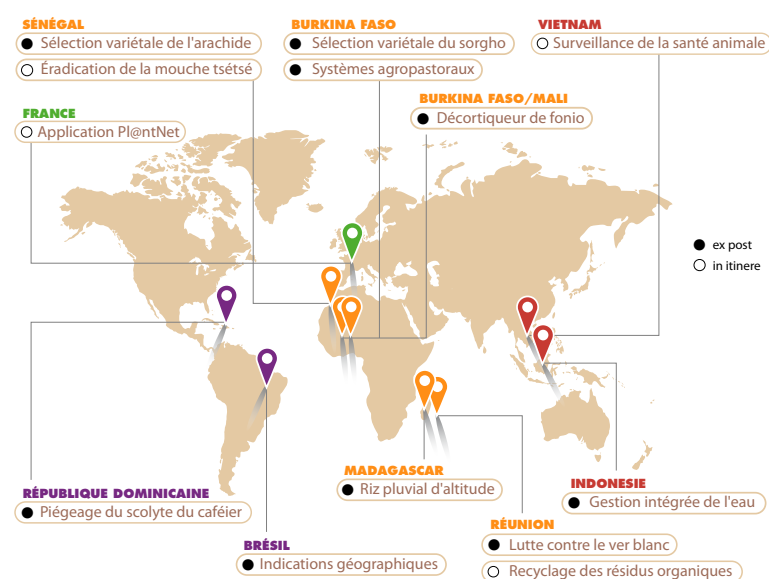 SÉNÉGAL
● Sélection variétale de l'arachide
○ Éradication de la mouche tsétsé
BURKINA FASO
● Sélection variétale du sorgho
● Systèmes agropastoraux
VIETNAM
○ Surveillance de la santé animale
BURKINA FASO/MALI
● Décortiqueur de fonio
FRANCE
○ Application Pl@ntNet
● ex post
○ in itinere
RÉPUBLIQUE DOMINICAINE
● Piégeage du scolyte du caféier
BRÉSIL
● Indications géographiques
MADAGASCAR
● Riz pluvial d'altitude
INDONESIE
● Gestion intégrée de l'eau
RÉUNION
● Lutte contre le ver blanc
○ Recyclage des résidus organiques